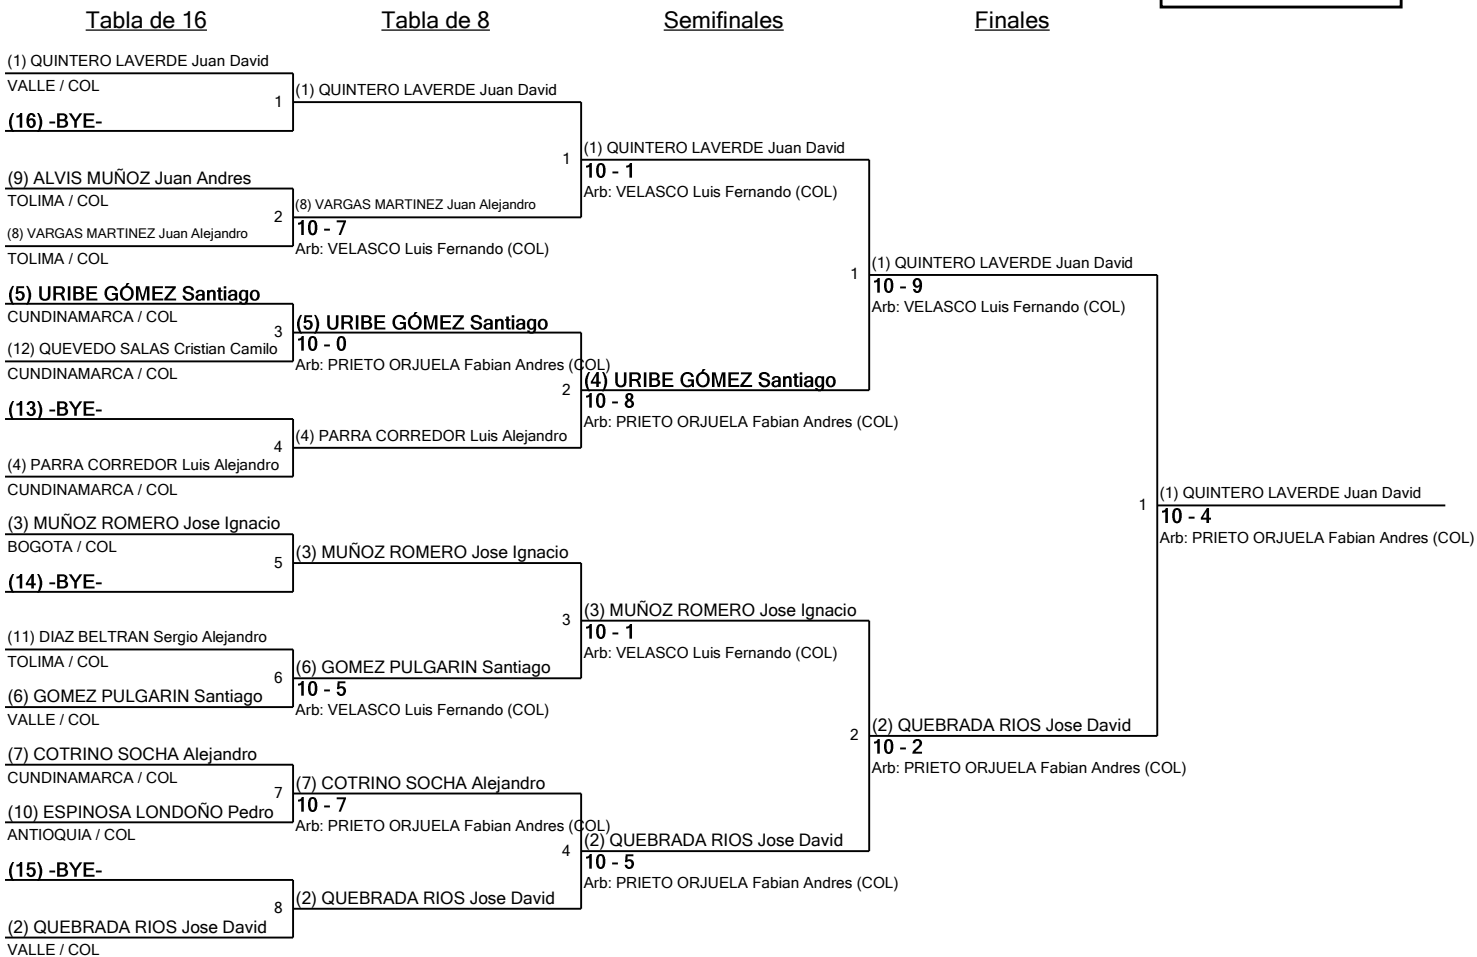 Tabla de 16
Tabla de 8
Semifinales
Finales
(1) QUINTERO LAVERDE Juan David
VALLE / COL
1
(16) -BYE-
(9) ALVIS MUÑOZ Juan Andres
TOLIMA / COL
2
(8) VARGAS MARTINEZ Juan Alejandro
TOLIMA / COL
(5) URIBE GÓMEZ Santiago
CUNDINAMARCA / COL
3
(12) QUEVEDO SALAS Cristian Camilo
CUNDINAMARCA / COL
(13) -BYE-
4
(4) PARRA CORREDOR Luis Alejandro
CUNDINAMARCA / COL
(3) MUÑOZ ROMERO Jose Ignacio
BOGOTA / COL
5
(14) -BYE-
(11) DIAZ BELTRAN Sergio Alejandro
TOLIMA / COL
6
(6) GOMEZ PULGARIN Santiago
VALLE / COL
(7) COTRINO SOCHA Alejandro
CUNDINAMARCA / COL
7
(10) ESPINOSA LONDOÑO Pedro
ANTIOQUIA / COL
(15) -BYE-
8
(2) QUEBRADA RIOS Jose David
VALLE / COL
(1) QUINTERO LAVERDE Juan David
1
(8) VARGAS MARTINEZ Juan Alejandro
10 - 7
Arb: VELASCO Luis Fernando (COL)
(5) URIBE GÓMEZ Santiago
10 - 0
Arb: PRIETO ORJUELA Fabian Andres (COL)
2
(4) PARRA CORREDOR Luis Alejandro
(3) MUÑOZ ROMERO Jose Ignacio
3
(6) GOMEZ PULGARIN Santiago
10 - 5
Arb: VELASCO Luis Fernando (COL)
(7) COTRINO SOCHA Alejandro
10 - 7
Arb: PRIETO ORJUELA Fabian Andres (COL)
4
(2) QUEBRADA RIOS Jose David
(1) QUINTERO LAVERDE Juan David
10 - 1
Arb: VELASCO Luis Fernando (COL)
1
(4) URIBE GÓMEZ Santiago
10 - 8
Arb: PRIETO ORJUELA Fabian Andres (COL)
(3) MUÑOZ ROMERO Jose Ignacio
10 - 1
Arb: VELASCO Luis Fernando (COL)
2
(2) QUEBRADA RIOS Jose David
10 - 5
Arb: PRIETO ORJUELA Fabian Andres (COL)
(1) QUINTERO LAVERDE Juan David
10 - 9
Arb: VELASCO Luis Fernando (COL)
1
(2) QUEBRADA RIOS Jose David
10 - 2
Arb: PRIETO ORJUELA Fabian Andres (COL)
(1) QUINTERO LAVERDE Juan David
10 - 4
Arb: PRIETO ORJUELA Fabian Andres (COL)